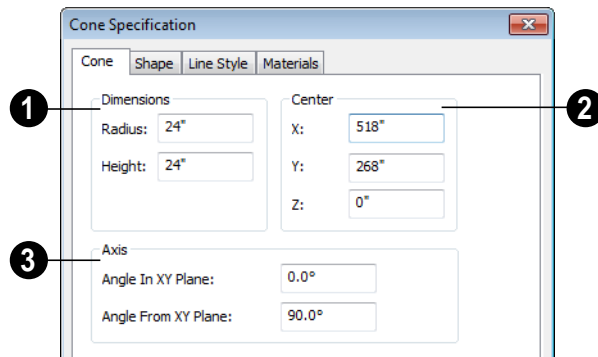 Cone Specification
Cone Shape Line Style Materials
1 Dimensions Center 2
Radius: 24" X: 518"
Height: 24" Y: 268"
Z: 0"
3 Axis
Angle In XY Plane: 0.0°
Angle From XY Plane: 90.0°